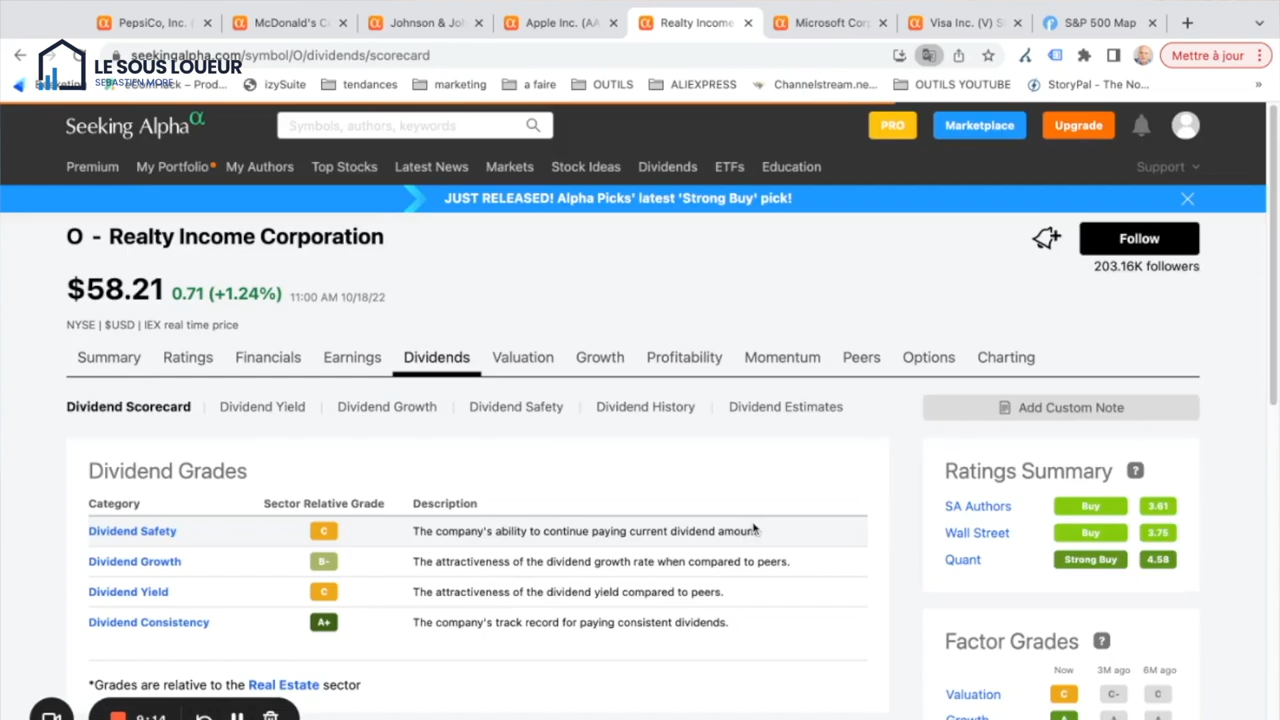 PepsiCo, Inc. (
McDonald's C
Johnson & Jo
Apple Inc. (AA
Realty Income
Microsoft Corp
Visa Inc. (V) S
S&P 500 Map
seekingalpha.com/symbol/O/dividends/scorecard
Mettre à jour
LE SOUS LOUEUR
SEBASTIEN MORE
izySuite
tendances
marketing
a faire
OUTILS
ALIEXPRESS
Channelstream.ne...
OUTILS YOUTUBE
StoryPal - The No...
»
Seeking Alpha α
Symbols, authors, keywords
PRO
Marketplace
Upgrade
Premium My Portfolio My Authors Top Stocks Latest News Markets Stock Ideas Dividends ETFs Education Support
JUST RELEASED! Alpha Picks' latest 'Strong Buy' pick!
O - Realty Income Corporation
Follow
203.16K followers
$58.21 0.71 (+1.24%) 11:00 AM 10/18/22
NYSE | $USD | IEX real time price
Summary Ratings Financials Earnings Dividends Valuation Growth Profitability Momentum Peers Options Charting
Dividend Scorecard | Dividend Yield | Dividend Growth | Dividend Safety | Dividend History | Dividend Estimates
Add Custom Note
Dividend Grades
Category Sector Relative Grade Description
Dividend Safety C The company's ability to continue paying current dividend amount.
Dividend Growth B- The attractiveness of the dividend growth rate when compared to peers.
Dividend Yield C The attractiveness of the dividend yield compared to peers.
Dividend Consistency A+ The company's track record for paying consistent dividends.
*Grades are relative to the Real Estate sector
Ratings Summary ?
SA Authors Buy 3.61
Wall Street Buy 3.75
Quant Strong Buy 4.58
Factor Grades ?
Now 3M ago 6M ago
Valuation C C- C